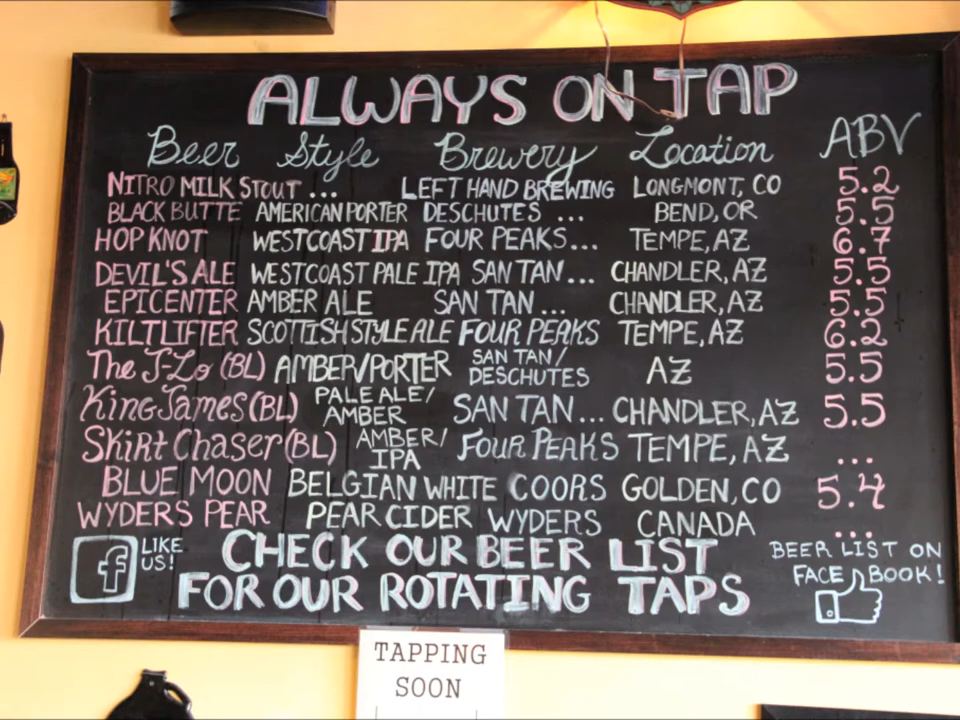 ALWAYS ON TAP
Beer Style Brewery Location ABV
NITRO MILK STOUT ... LEFT HAND BREWING LONGMONT, CO 5.2
BLACK BUTTE AMERICAN PORTER DESCHUTES ... BEND, OR 5.5
HOP KNOT WEST COAST IPA FOUR PEAKS... TEMPE, AZ 6.7
DEVIL'S ALE WEST COAST PALE IPA SAN TAN ... CHANDLER, AZ 5.5
EPICENTER AMBER ALE SAN TAN ... CHANDLER, AZ 5.5
KILTLIFTER SCOTTISH STYLE ALE FOUR PEAKS TEMPE, AZ 6.2
The J-Lo (BL) AMBER/PORTER SAN TAN/ DESCHUTES AZ 5.5
King James (BL) PALE ALE/ AMBER SAN TAN ... CHANDLER, AZ 5.5
Skirt Chaser (BL) AMBER/ IPA FOUR PEAKS TEMPE, AZ ...
BLUE MOON BELGIAN WHITE COORS GOLDEN, CO 5.4
WYDERS PEAR PEAR CIDER WYDERS CANADA ...
f LIKE US!
CHECK OUR BEER LIST
FOR OUR ROTATING TAPS
BEER LIST ON
FACE BOOK!
TAPPING
SOON